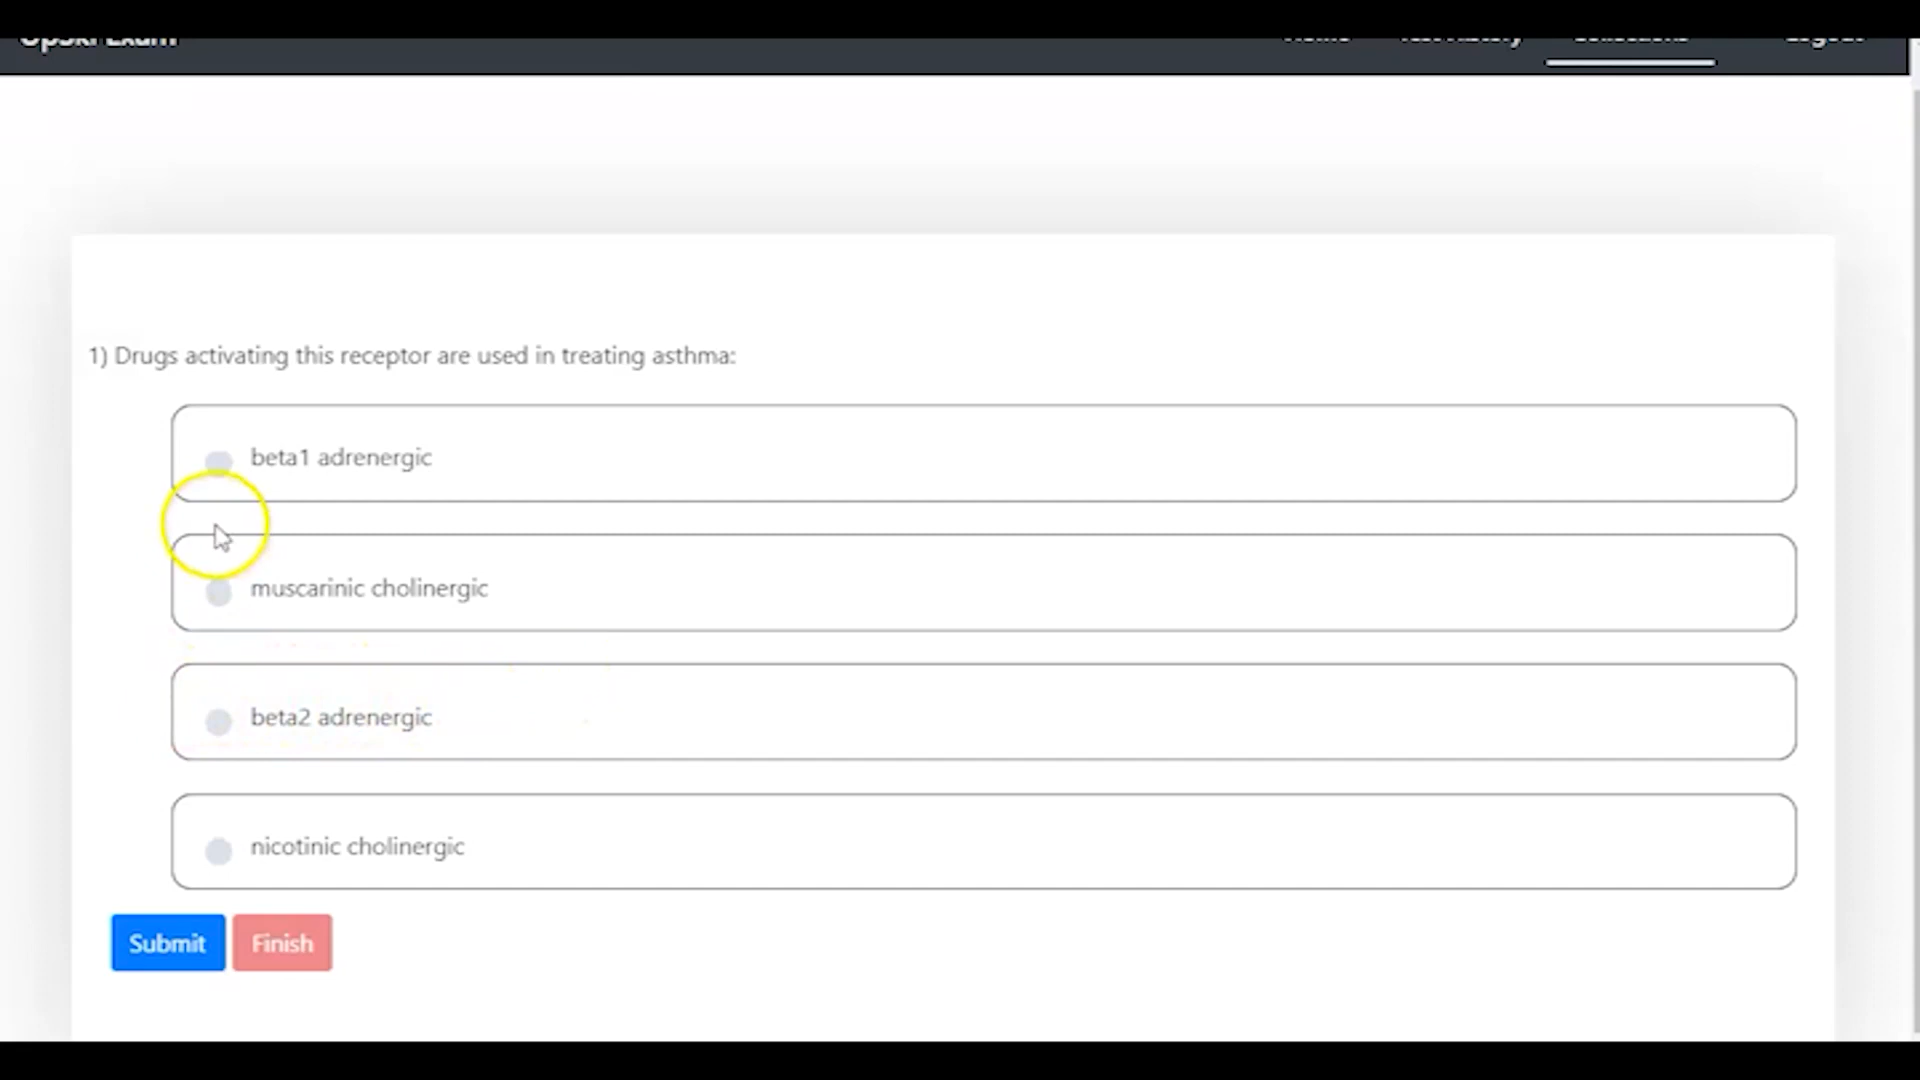 1) Drugs activating this receptor are used in treating asthma:
beta1 adrenergic
muscarinic cholinergic
beta2 adrenergic
nicotinic cholinergic
Submit Finish